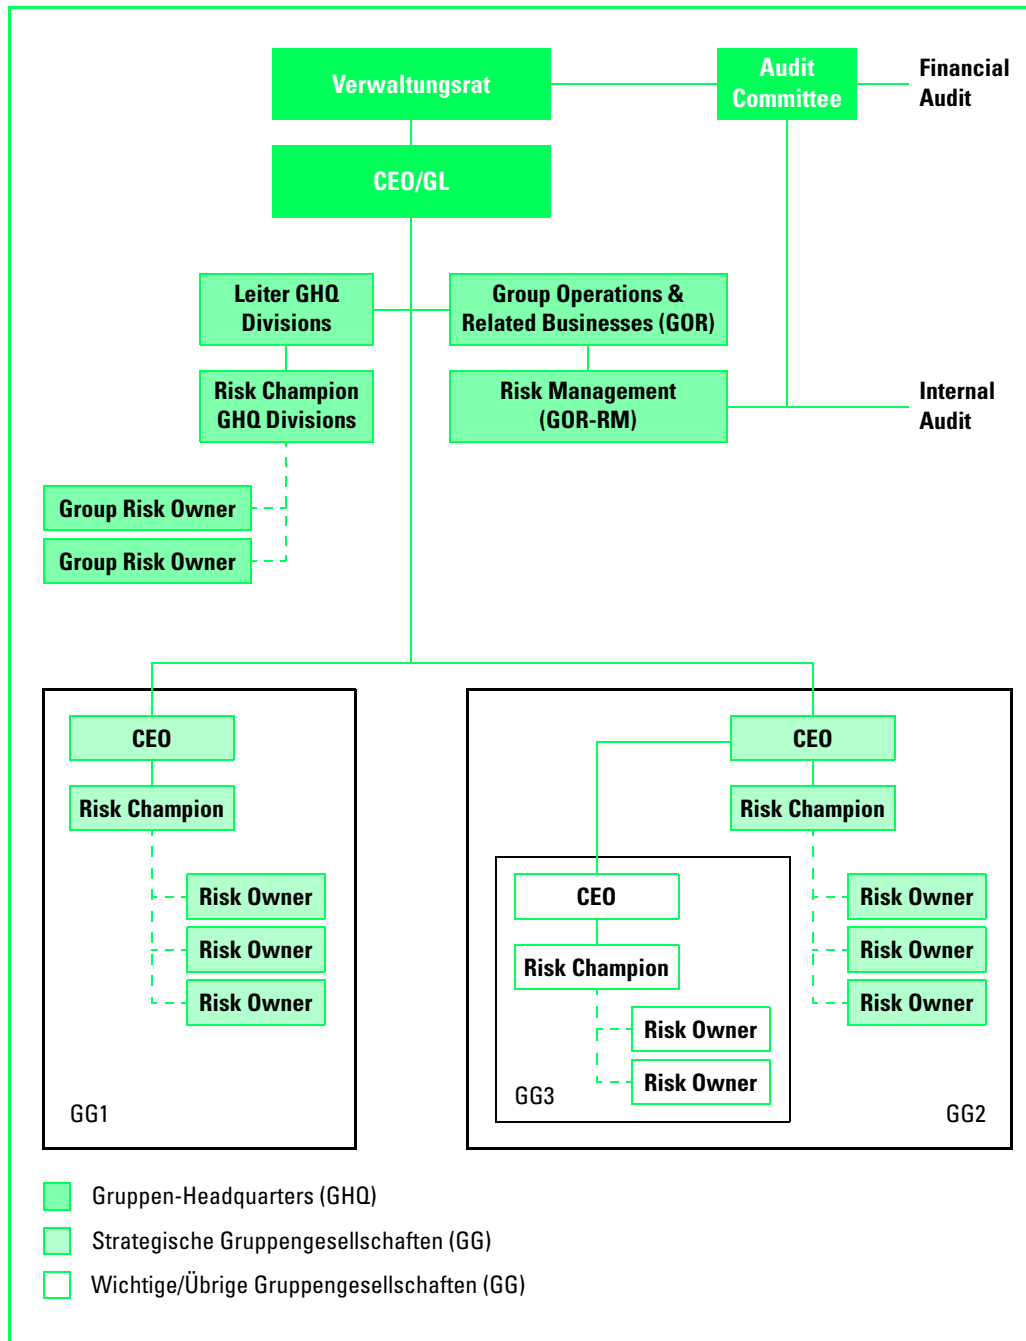 Verwaltungsrat
Audit
Committee
Financial
Audit
CEO/GL
Leiter GHQ
Divisions
Group Operations &
Related Businesses (GOR)
Risk Champion
GHQ Divisions
Risk Management
(GOR-RM)
Internal
Audit
Group Risk Owner
Group Risk Owner
CEO
Risk Champion
Risk Owner
Risk Owner
Risk Owner
GG1
CEO
Risk Champion
Risk Owner
Risk Owner
Risk Owner
CEO
Risk Champion
Risk Owner
Risk Owner
GG3
GG2
Gruppen-Headquarters (GHQ)
Strategische Gruppengesellschaften (GG)
Wichtige/Übrige Gruppengesellschaften (GG)